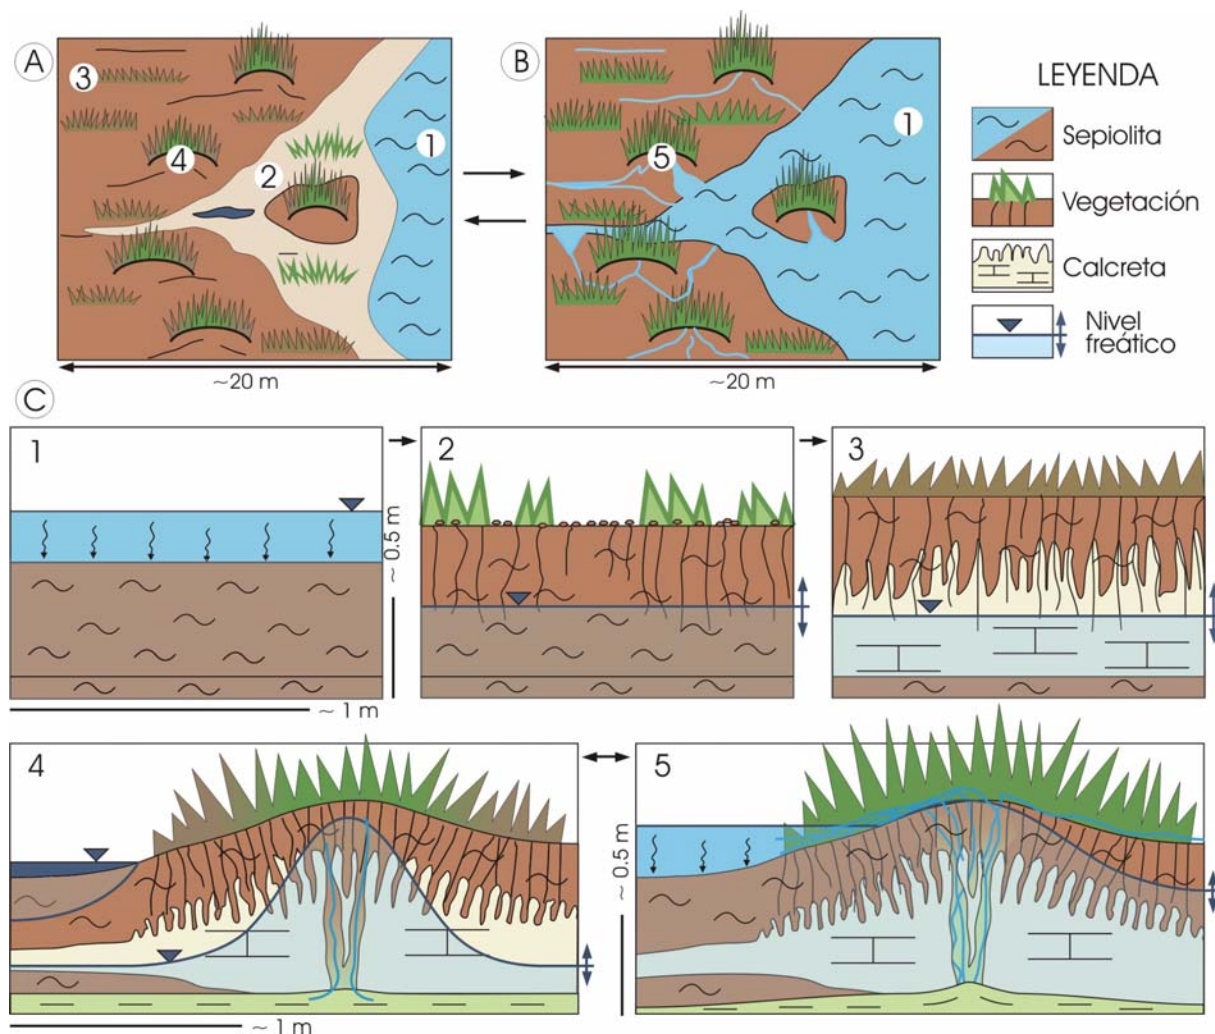 A
3
4
2
1
~20 m
B
5
1
~20 m
LEYENDA
Sepiolita
Vegetación
Calcreta
Nivel
freático
C
1
~ 0.5 m
~ 1 m
2
3
4
~ 1 m
5
~ 0.5 m